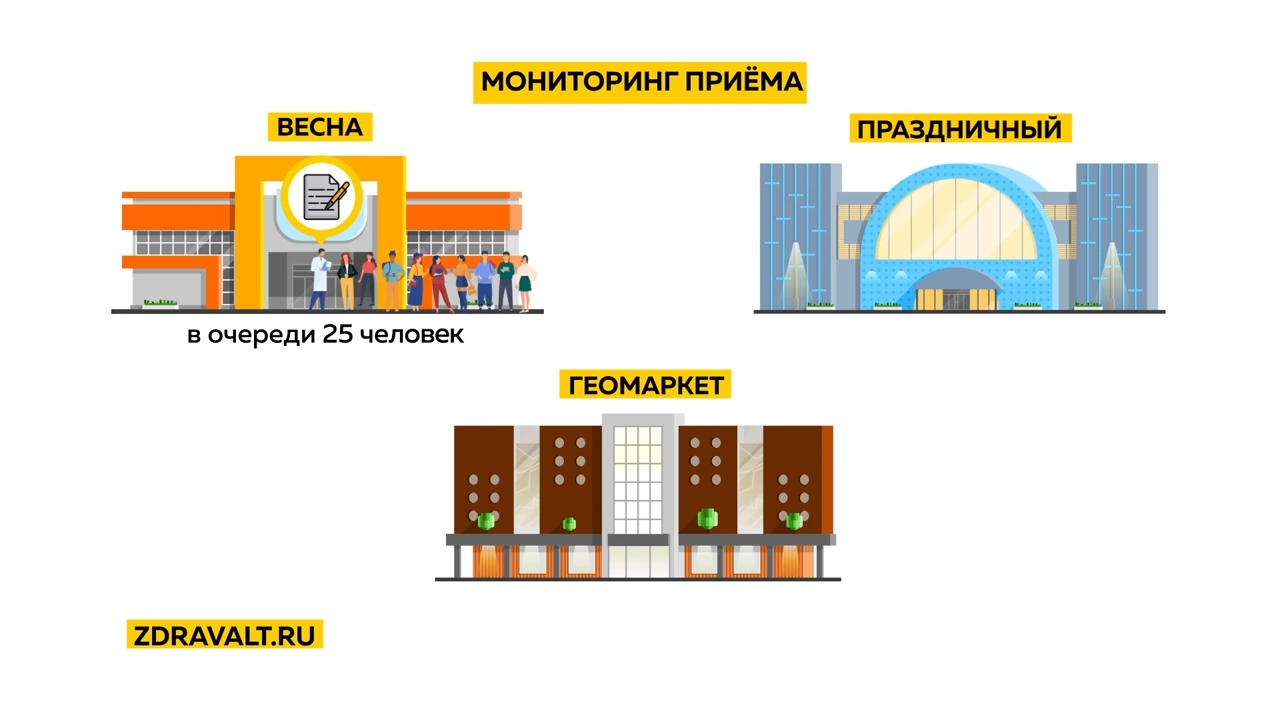 МОНИТОРИНГ ПРИЁМА
ВЕСНА
ПРАЗДНИЧНЫЙ
в очереди 25 человек
ГЕОМАРКЕТ
ZDRAVALT.RU